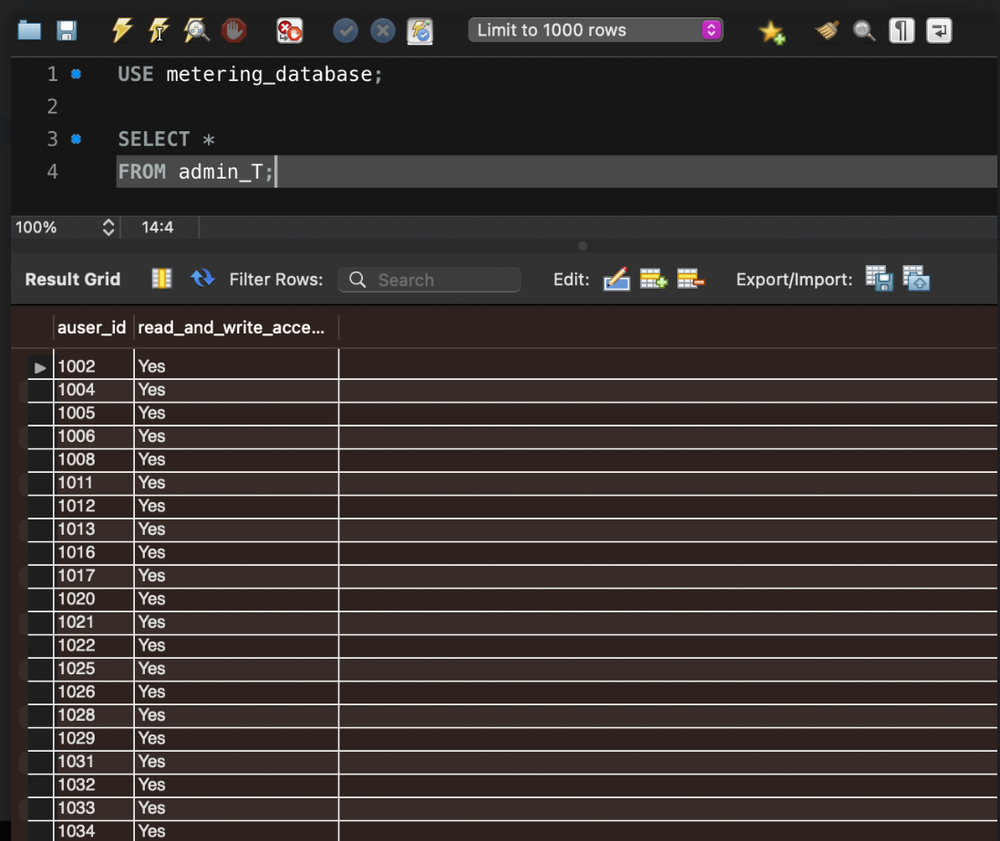 Limit to 1000 rows
1 USE metering_database;
2
3 SELECT *
4 FROM admin_T;
100% 14:4
Result Grid Filter Rows: Search Edit: Export/Import:
auser_id read_and_write_acce...
1002 Yes
1004 Yes
1005 Yes
1006 Yes
1008 Yes
1011 Yes
1012 Yes
1013 Yes
1016 Yes
1017 Yes
1020 Yes
1021 Yes
1022 Yes
1025 Yes
1026 Yes
1028 Yes
1029 Yes
1031 Yes
1032 Yes
1033 Yes
1034 Yes